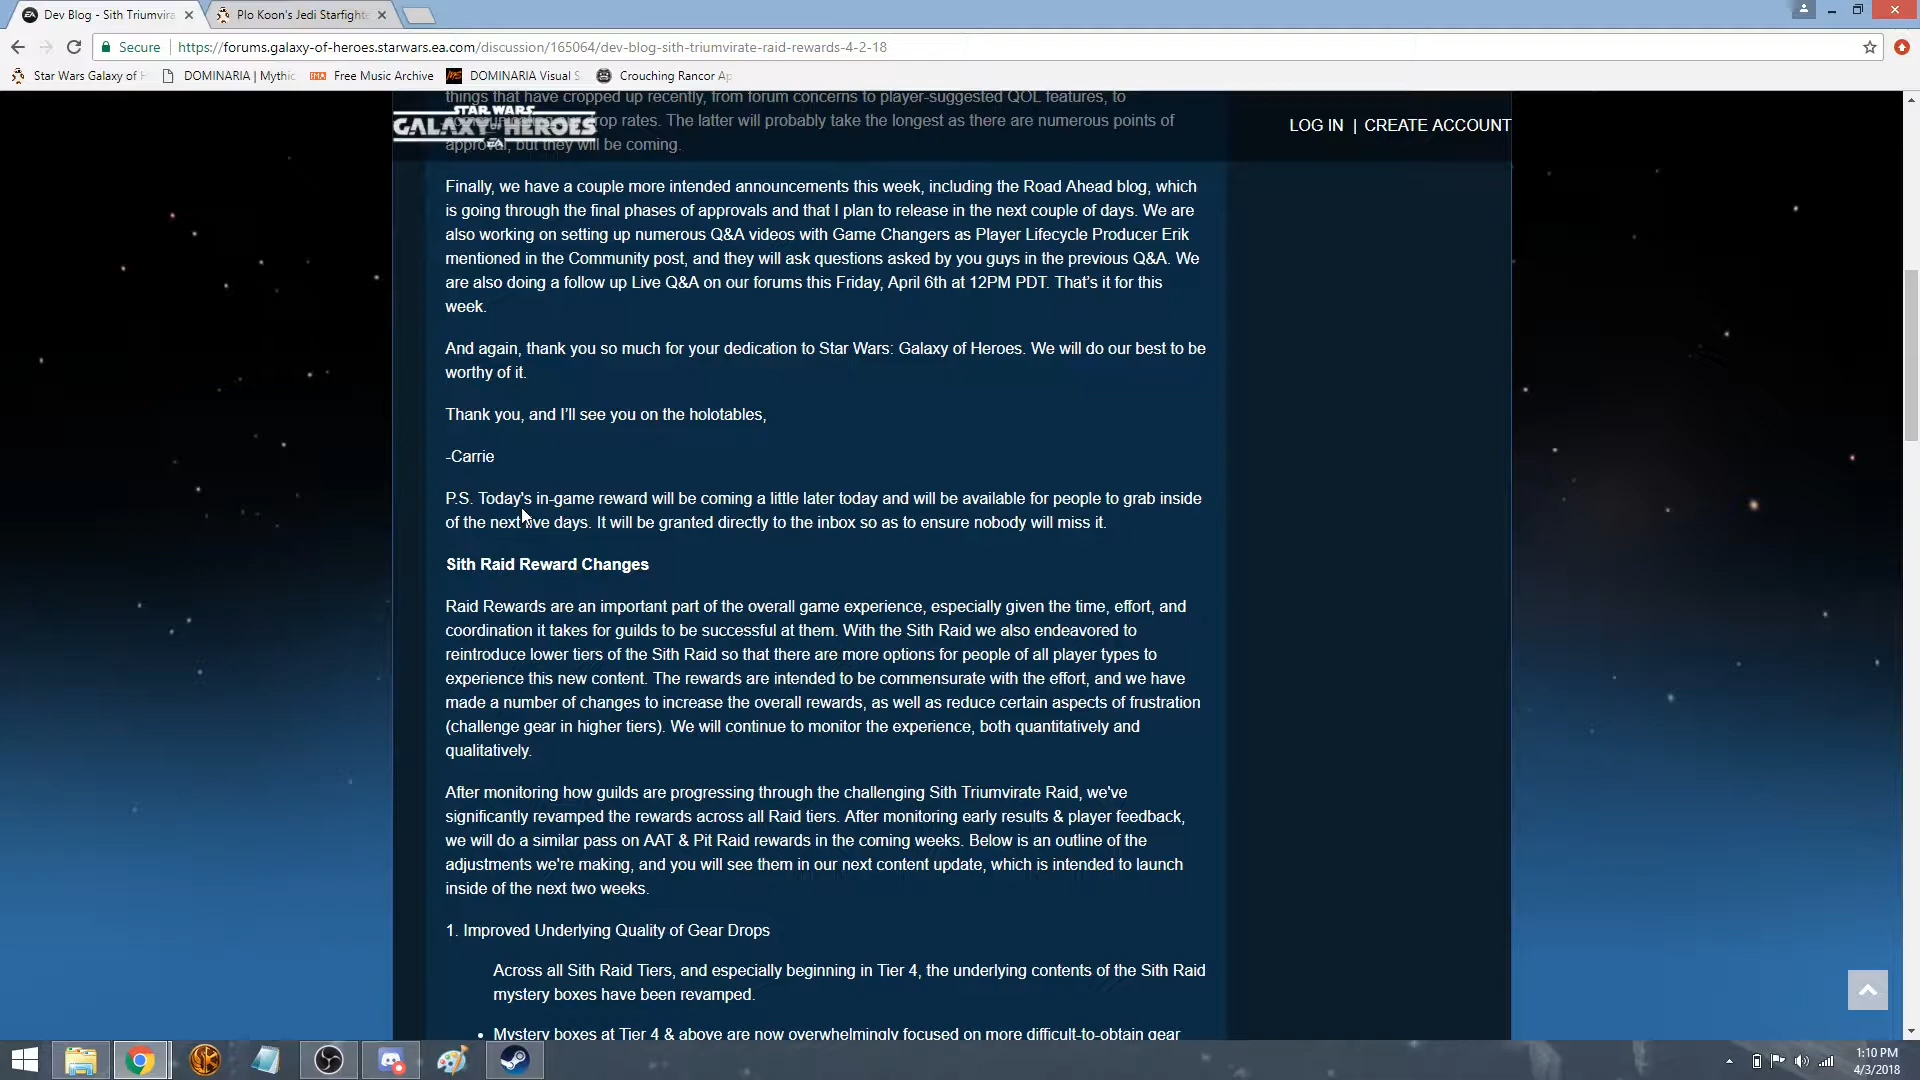 Dev Blog - Sith Triumvira
Plo Koon's Jedi Starfighte
Secure
https://forums.galaxy-of-heroes.starwars.ea.com/discussion/165064/dev-blog-sith-triumvirate-raid-rewards-4-2-18
Star Wars Galaxy of H
DOMINARIA | Mythic
Free Music Archive
DOMINARIA Visual S
Crouching Rancor Ap
things that have cropped up recently, from forum concerns to player-suggested QOL features, to
drop rates. The latter will probably take the longest as there are numerous points of
approval, but they will be coming.
STAR WARS
GALAXY OF HEROES
EA
LOG IN | CREATE ACCOUNT
Finally, we have a couple more intended announcements this week, including the Road Ahead blog, which
is going through the final phases of approvals and that I plan to release in the next couple of days. We are
also working on setting up numerous Q&A videos with Game Changers as Player Lifecycle Producer Erik
mentioned in the Community post, and they will ask questions asked by you guys in the previous Q&A. We
are also doing a follow up Live Q&A on our forums this Friday, April 6th at 12PM PDT. That's it for this
week.
And again, thank you so much for your dedication to Star Wars: Galaxy of Heroes. We will do our best to be
worthy of it.
Thank you, and I'll see you on the holotables,
-Carrie
P.S. Today's in-game reward will be coming a little later today and will be available for people to grab inside
of the next five days. It will be granted directly to the inbox so as to ensure nobody will miss it.
Sith Raid Reward Changes
Raid Rewards are an important part of the overall game experience, especially given the time, effort, and
coordination it takes for guilds to be successful at them. With the Sith Raid we also endeavored to
reintroduce lower tiers of the Sith Raid so that there are more options for people of all player types to
experience this new content. The rewards are intended to be commensurate with the effort, and we have
made a number of changes to increase the overall rewards, as well as reduce certain aspects of frustration
(challenge gear in higher tiers). We will continue to monitor the experience, both quantitatively and
qualitatively.
After monitoring how guilds are progressing through the challenging Sith Triumvirate Raid, we've
significantly revamped the rewards across all Raid tiers. After monitoring early results & player feedback,
we will do a similar pass on AAT & Pit Raid rewards in the coming weeks. Below is an outline of the
adjustments we're making, and you will see them in our next content update, which is intended to launch
inside of the next two weeks.
1. Improved Underlying Quality of Gear Drops
Across all Sith Raid Tiers, and especially beginning in Tier 4, the underlying contents of the Sith Raid
mystery boxes have been revamped.
• Mystery boxes at Tier 4 & above are now overwhelmingly focused on more difficult-to-obtain gear
1:10 PM
4/3/2018